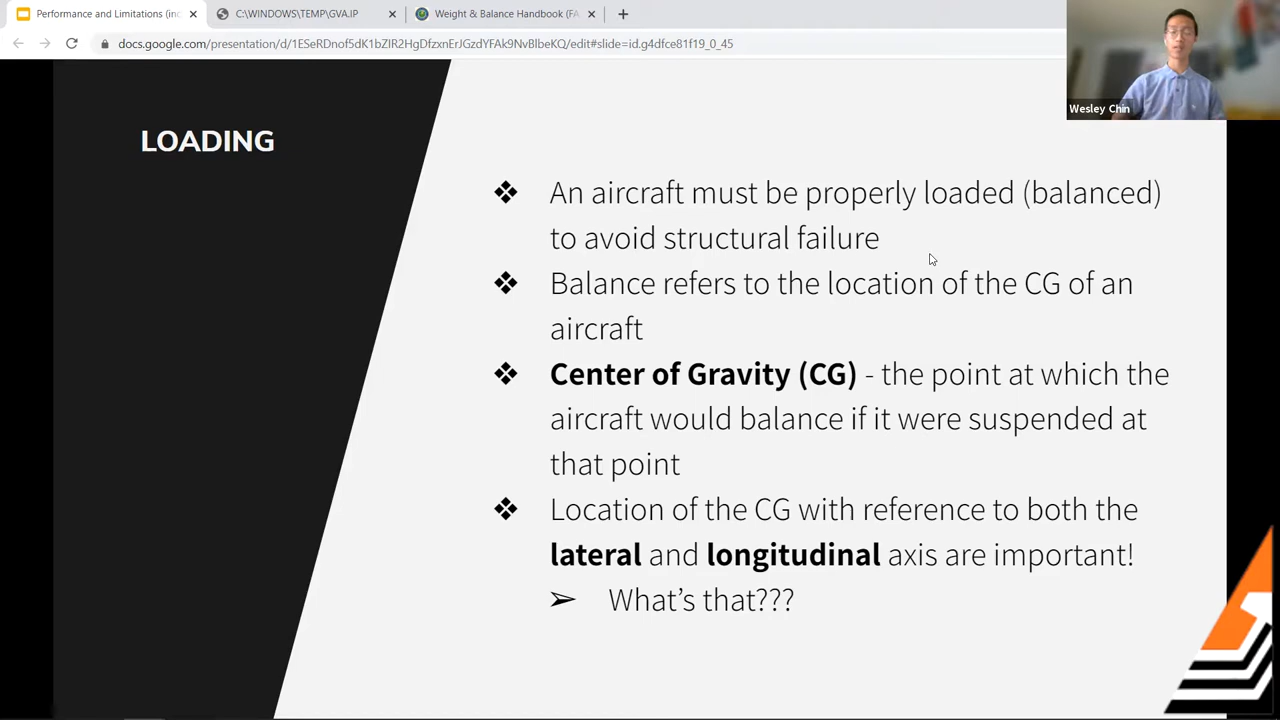 Performance and Limitations (inc
C:\WINDOWS\TEMP\GVA.IP
Weight & Balance Handbook (FA
docs.google.com/presentation/d/1ESeRDnof5dK1bZIR2HgDfzxnErJGzdYFAk9NvBlbeKQ/edit#slide=id.g4dfce81f19_0_45
Wesley Chin
LOADING
❖ An aircraft must be properly loaded (balanced)
to avoid structural failure
❖ Balance refers to the location of the CG of an
aircraft
❖ Center of Gravity (CG) - the point at which the
aircraft would balance if it were suspended at
that point
❖ Location of the CG with reference to both the
lateral and longitudinal axis are important!
➢ What's that???